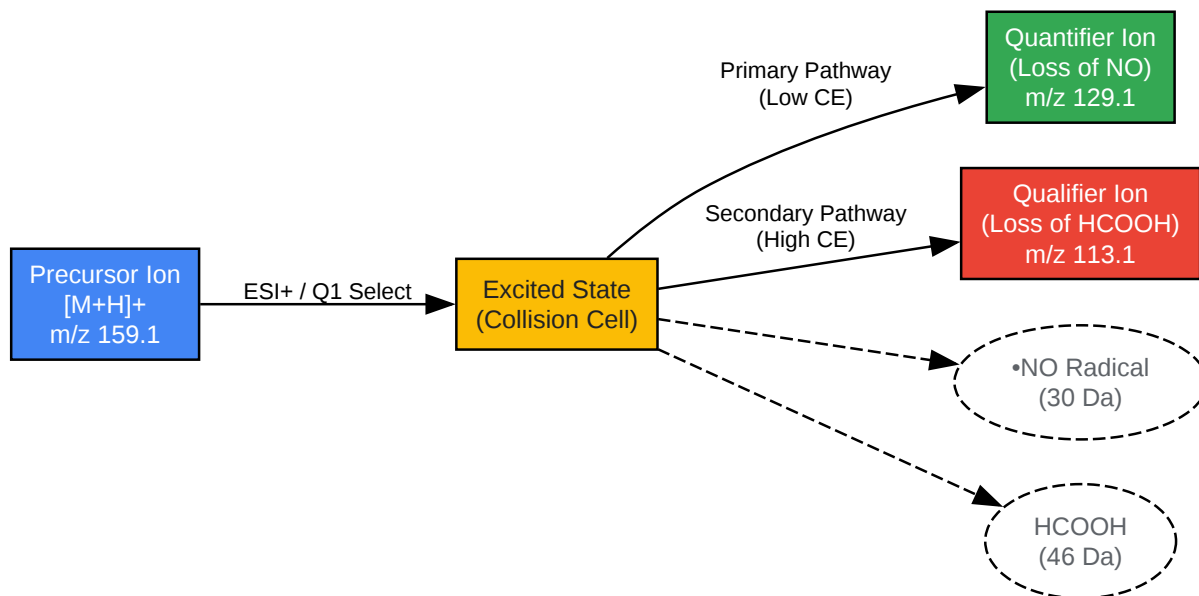 Precursor Ion
[M+H]+
m/z 159.1
ESI+ / Q1 Select
Excited State
(Collision Cell)
Primary Pathway
(Low CE)
Quantifier Ion
(Loss of NO)
m/z 129.1
Secondary Pathway
(High CE)
Qualifier Ion
(Loss of HCOOH)
m/z 113.1
•NO Radical
(30 Da)
HCOOH
(46 Da)